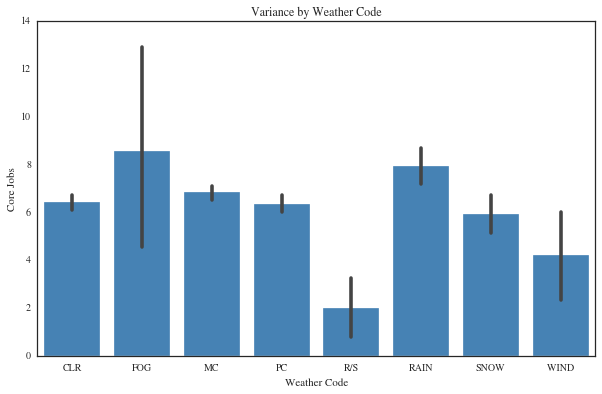 Variance by Weather Code
14
12
10
8
6
4
2
0
Core Jobs
CLR FOG MC PC R/S RAIN SNOW WIND
Weather Code